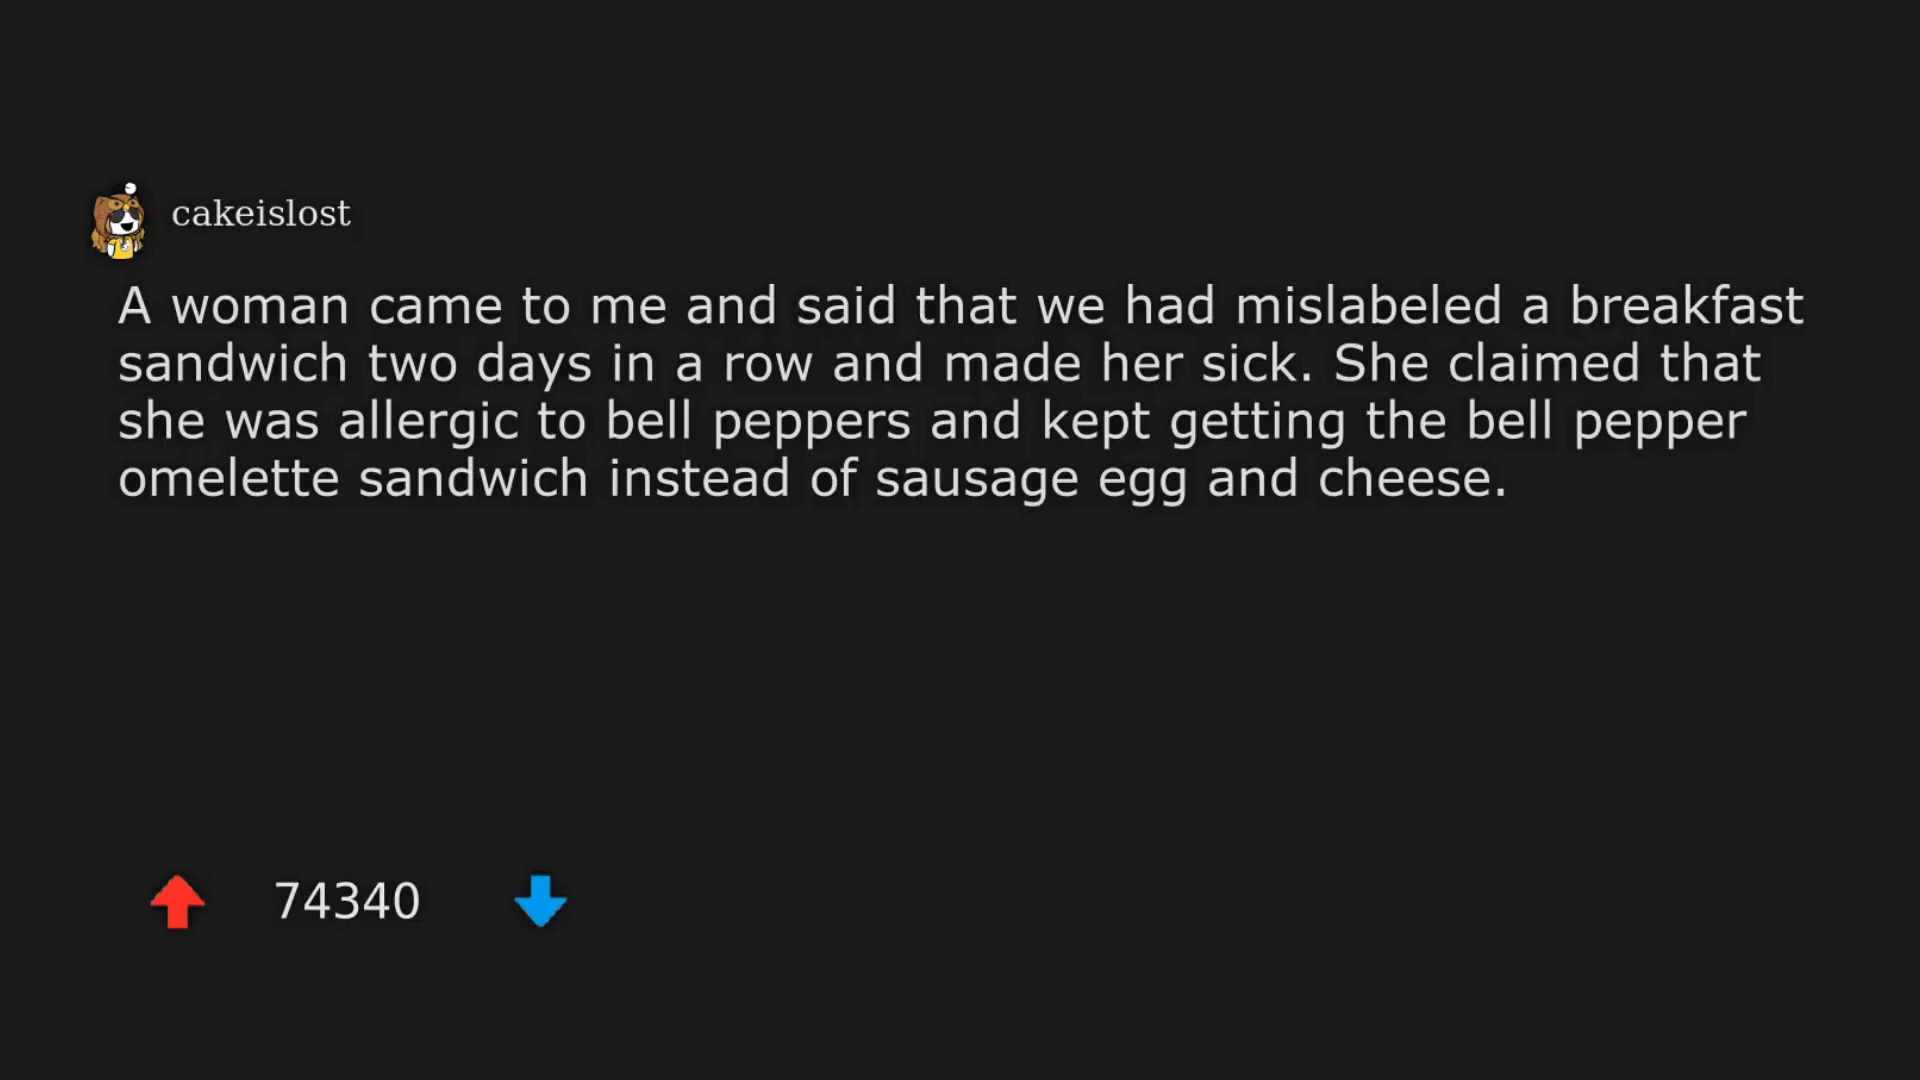 cakeislost
A woman came to me and said that we had mislabeled a breakfast
sandwich two days in a row and made her sick. She claimed that
she was allergic to bell peppers and kept getting the bell pepper
omelette sandwich instead of sausage egg and cheese.
74340